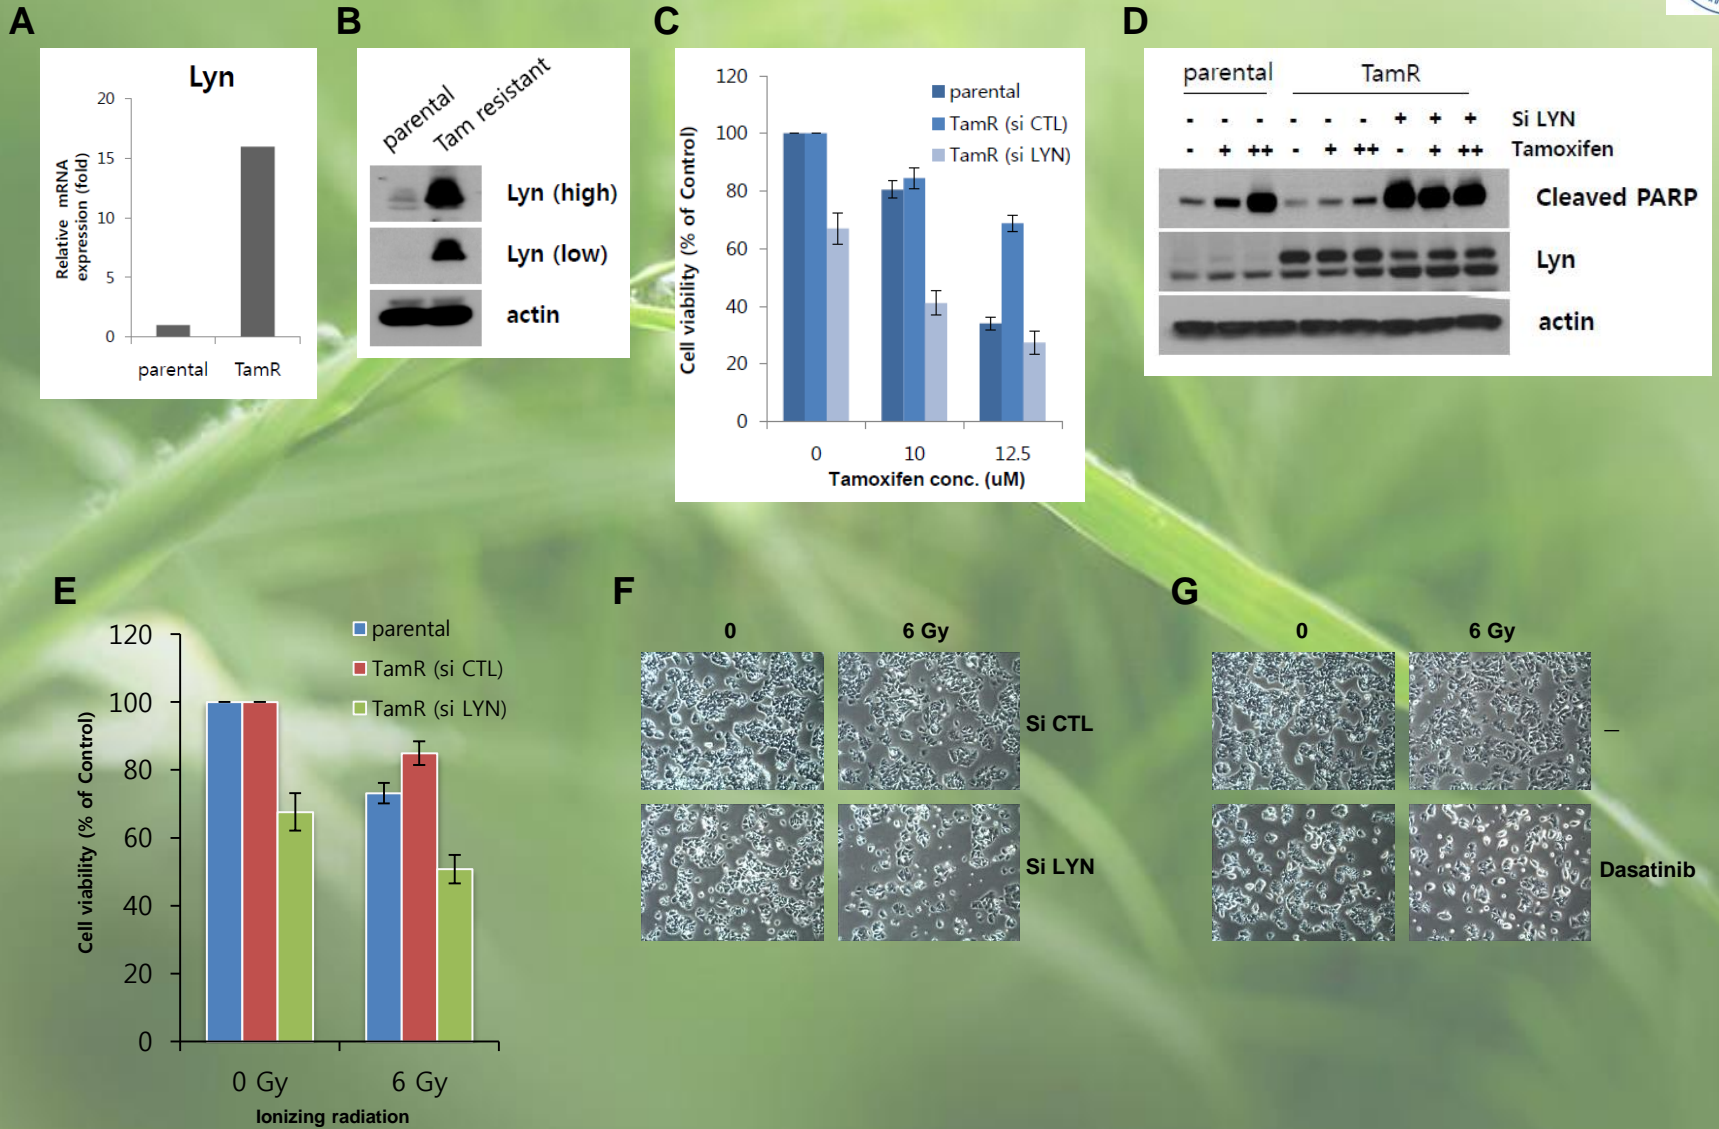 A
Lyn
20
15
10
5
0
Relative mRNA
expression (fold)
parental TamR
B
parental
Tam resistant
Lyn (high)
Lyn (low)
actin
C
120
100
80
60
40
20
0
Cell viability (% of Control)
parental
TamR (si CTL)
TamR (si LYN)
0 10 12.5
Tamoxifen conc. (uM)
D
parental TamR
- - - - - - + + + Si LYN
- + ++ - + ++ - + ++ Tamoxifen
Cleaved PARP
Lyn
actin
E
120
100
80
60
40
20
0
Cell viability (% of Control)
parental
TamR (si CTL)
TamR (si LYN)
0 Gy 6 Gy
Ionizing radiation
F
0 6 Gy
Si CTL
Si LYN
G
0 6 Gy
–
Dasatinib